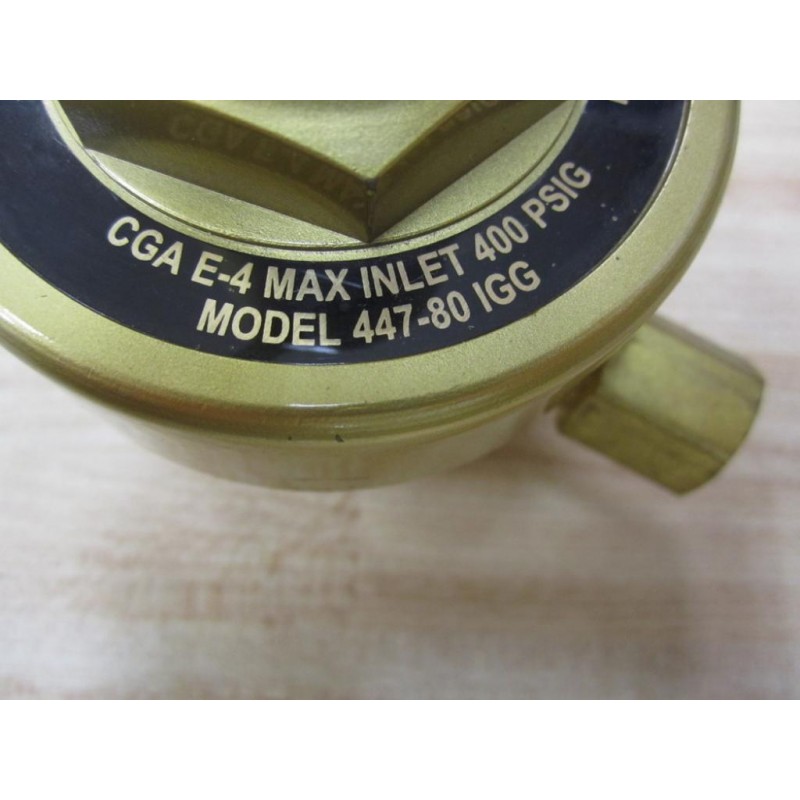 CGA E-4 MAX INLET 400 PSIG
MODEL 447-80 IGG